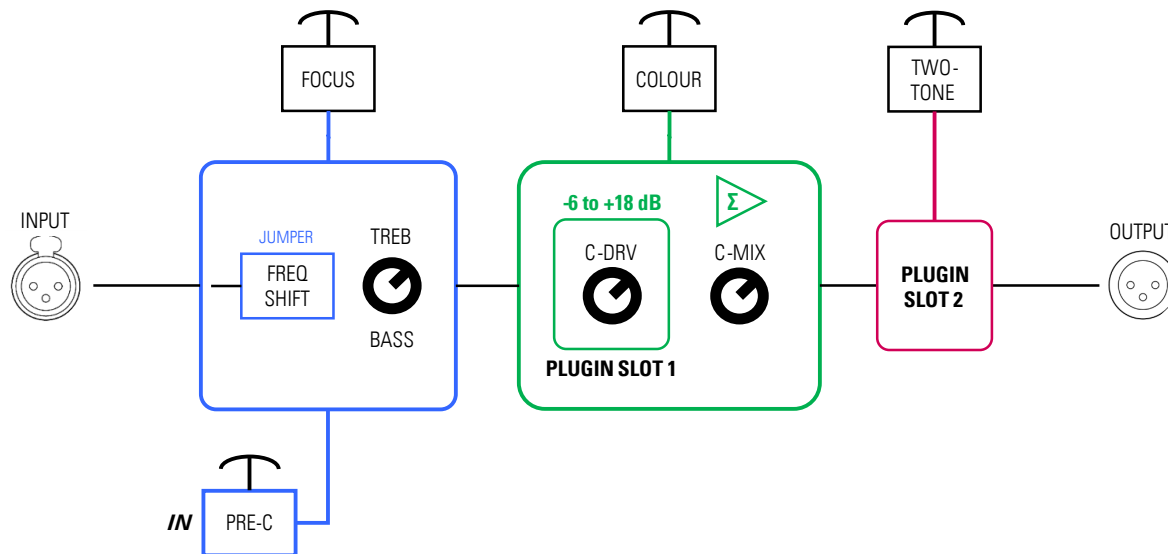 FOCUS
COLOUR
TWO-
TONE
INPUT
JUMPER
FREQ
SHIFT
TREB
BASS
-6 to +18 dB
Σ
C-DRV
C-MIX
PLUGIN SLOT 1
PLUGIN
SLOT 2
OUTPUT
IN
PRE-C